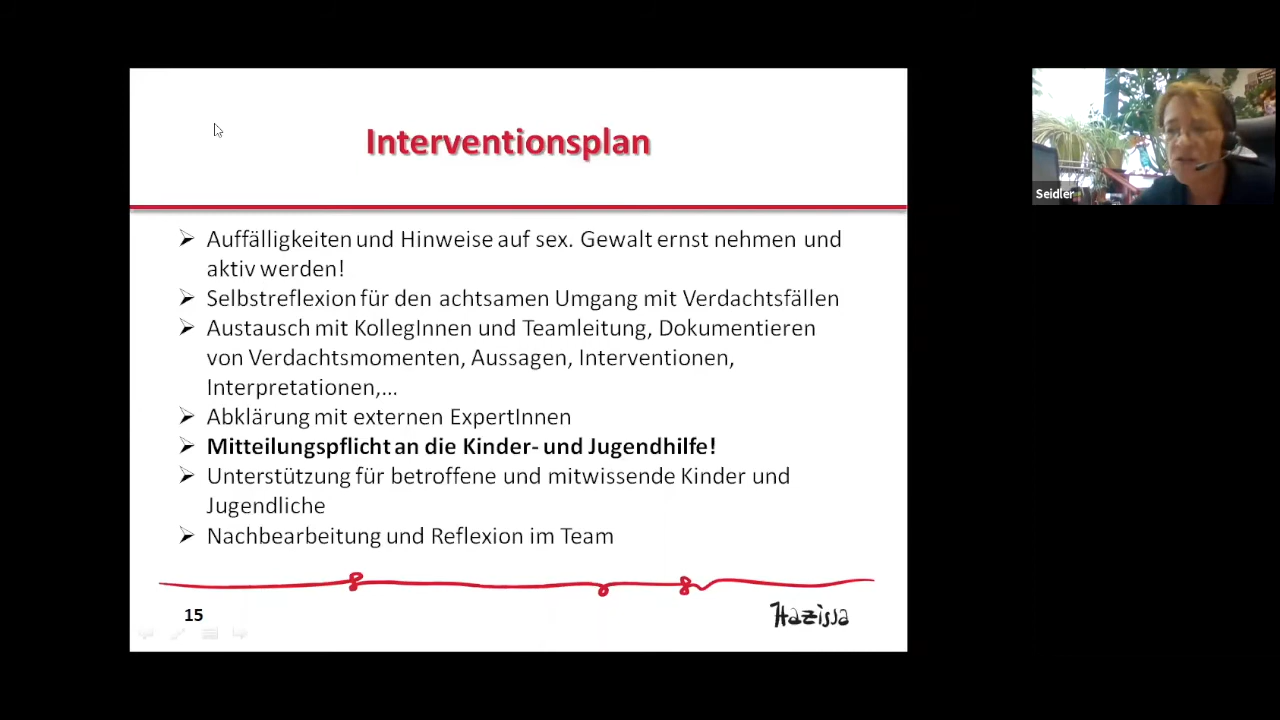 Interventionsplan
Seidler
➢ Auffälligkeiten und Hinweise auf sex. Gewalt ernst nehmen und
aktiv werden!
➢ Selbstreflexion für den achtsamen Umgang mit Verdachtsfällen
➢ Austausch mit KollegInnen und Teamleitung, Dokumentieren
von Verdachtsmomenten, Aussagen, Interventionen,
Interpretationen,...
➢ Abklärung mit externen ExpertInnen
➢ Mitteilungspflicht an die Kinder- und Jugendhilfe!
➢ Unterstützung für betroffene und mitwissende Kinder und
Jugendliche
➢ Nachbearbeitung und Reflexion im Team
15
Hazissa